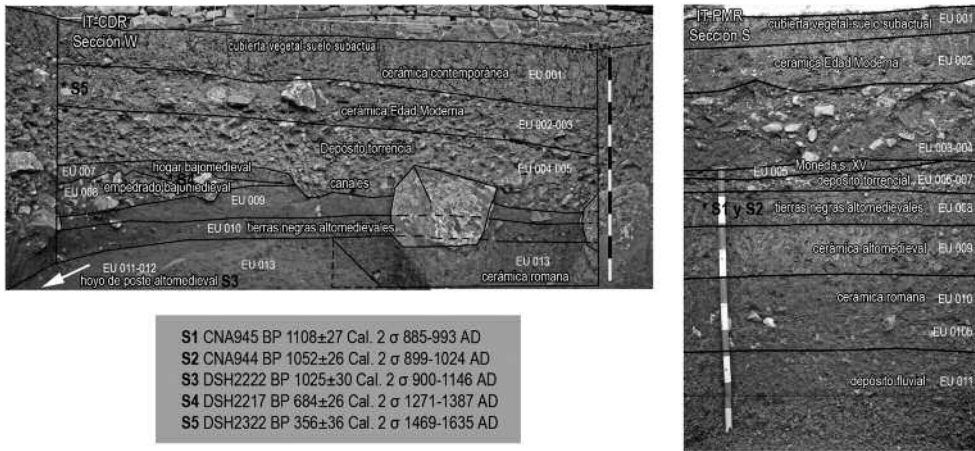 IT-CDR
Sección W
cubierta vegetal-suelo subactual
cerámica contemporánea
EU 001
S5
cerámica Edad Moderna
EU 002-003
Depósito torrencia
EU 004-005
EU 007
hogar bajomedieval
EU 008
empedrado bajomedieval
canales
EU 009
EU 010
tierras negras altomedievales
EU 011-012
EU 013
EU 013
hoyo de poste altomedieval S3
cerámica romana
S1 CNA945 BP 1108±27 Cal. 2 σ 885-993 AD
S2 CNA944 BP 1052±26 Cal. 2 σ 899-1024 AD
S3 DSH2222 BP 1025±30 Cal. 2 σ 900-1146 AD
S4 DSH2217 BP 684±26 Cal. 2 σ 1271-1387 AD
S5 DSH2322 BP 356±36 Cal. 2 σ 1469-1635 AD
IT-PMR
Sección S
EU 001
cubierta vegetal-suelo subactual
cerámica Edad Moderna
EU 002
EU 003-004
Moneda s. XV
EU 005
deposito torrencial
EU 006-007
* S1 y S2
tierras negras altomedievales
EU 008
cerámica altomedieval
EU 009
cerámica romana
EU 010
EU 010b
depósito fluvial
EU 011